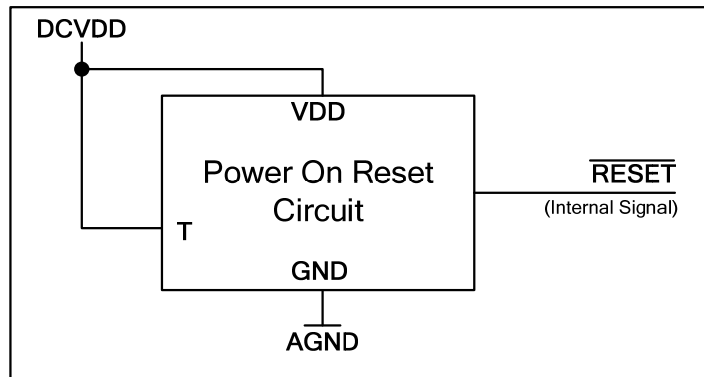 DCVDD
VDD
Power On Reset
Circuit
RESET
(Internal Signal)
T
GND
AGND